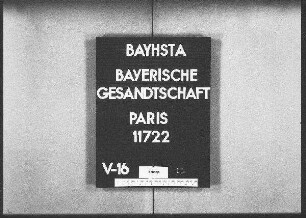 BAYHSTA
BAYERISCHE
GESANDTSCHAFT
PARIS
11722
V-16